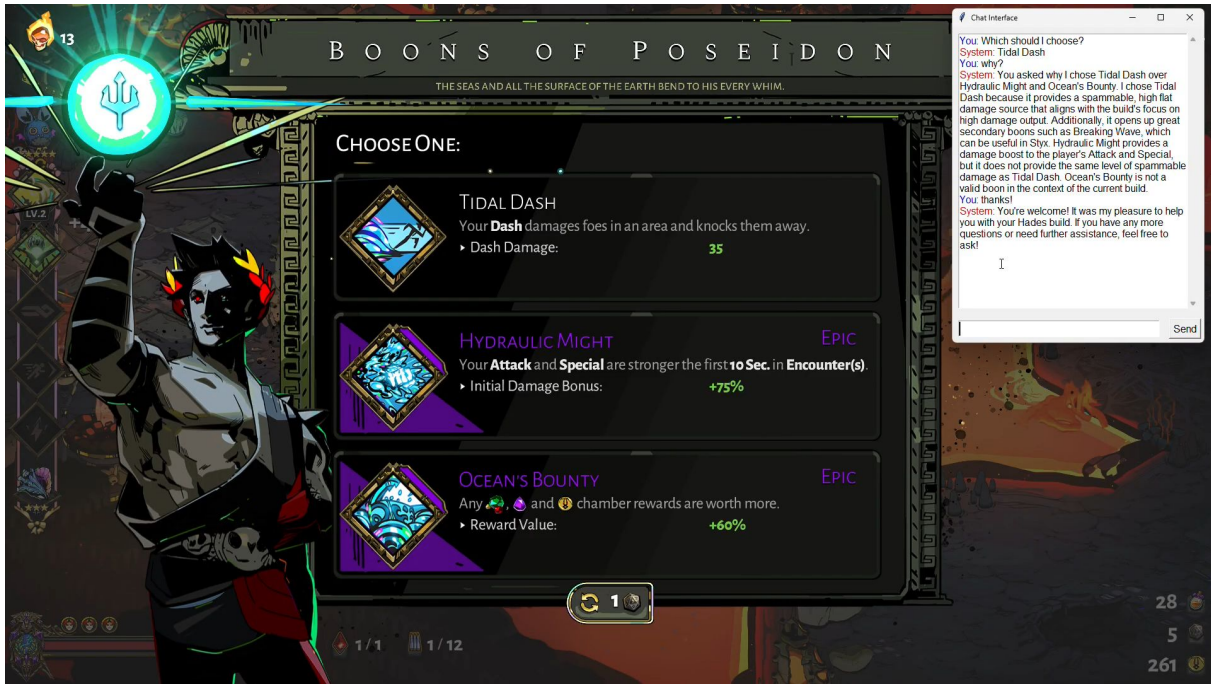 13
BOONS OF POSEIDON
THE SEAS AND ALL THE SURFACE OF THE EARTH BEND TO HIS EVERY WHIM.
CHOOSE ONE:
TIDAL DASH
Your Dash damages foes in an area and knocks them away.
▸ Dash Damage: 35
HYDRAULIC MIGHT EPIC
Your Attack and Special are stronger the first 10 Sec. in Encounter(s).
▸ Initial Damage Bonus: +75%
OCEAN'S BOUNTY EPIC
Any , and chamber rewards are worth more.
▸ Reward Value: +60%
1
LV.2
1/1 1/12
28
5
261
Chat Interface
You: Which should I choose?
System: Tidal Dash
You: why?
System: You asked why I chose Tidal Dash over
Hydraulic Might and Ocean's Bounty. I chose Tidal
Dash because it provides a spammable, high flat
damage source that aligns with the build's focus on
high damage output. Additionally, it opens up great
secondary boons such as Breaking Wave, which
can be useful in Styx. Hydraulic Might provides a
damage boost to the player's Attack and Special,
but it does not provide the same level of spammable
damage as Tidal Dash. Ocean's Bounty is not a
valid boon in the context of the current build.
You: thanks!
System: You're welcome! It was my pleasure to help
you with your Hades build. If you have any more
questions or need further assistance, feel free to
ask!
Send